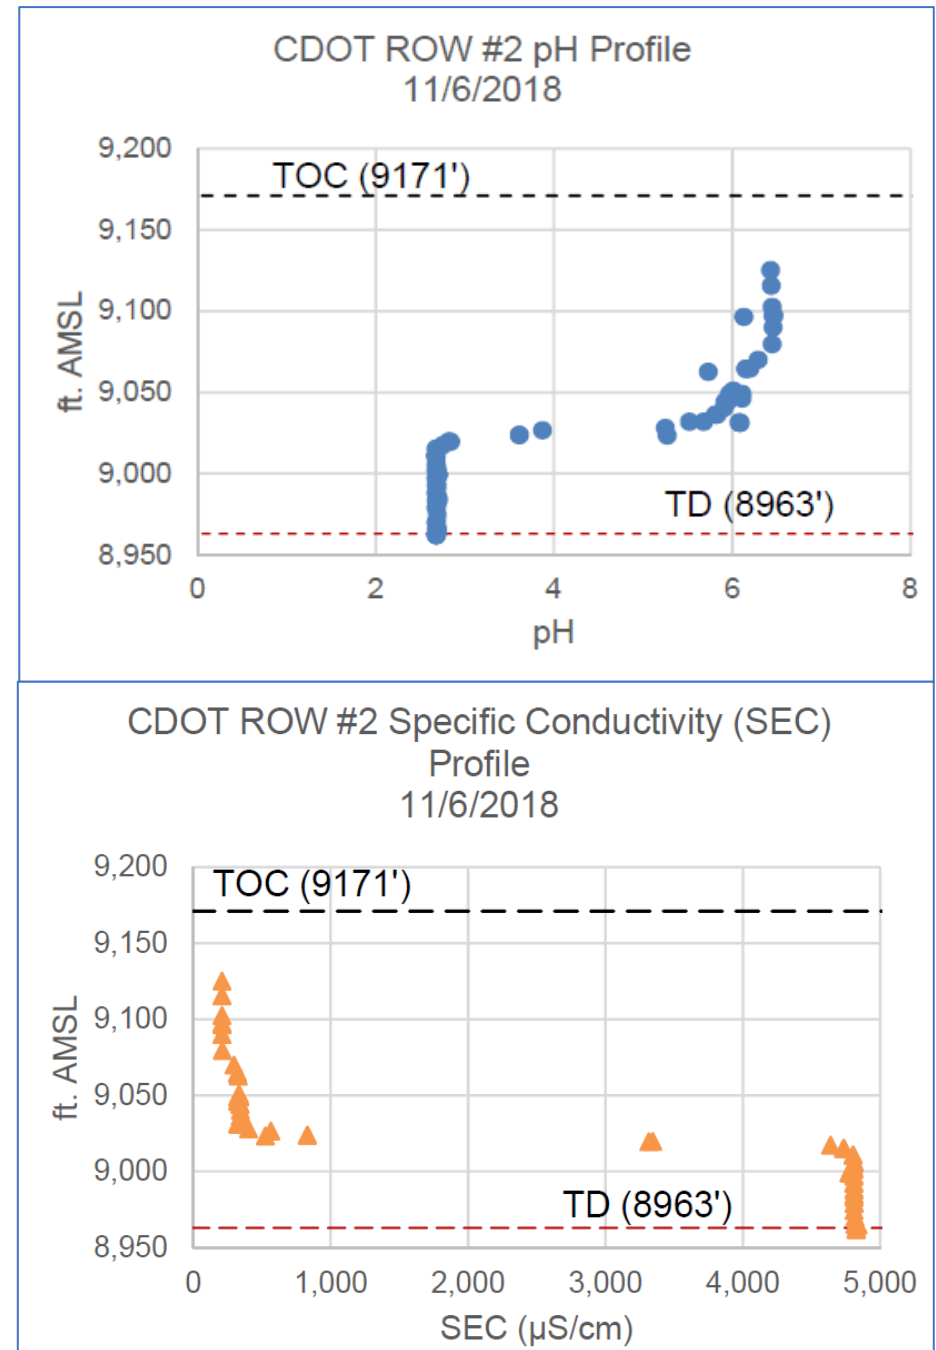 CDOT ROW #2 pH Profile
11/6/2018
9,200
TOC (9171')
9,150
9,100
ft. AMSL
9,050
9,000
TD (8963')
8,950
0 2 4 6 8
pH
CDOT ROW #2 Specific Conductivity (SEC)
Profile
11/6/2018
9,200
TOC (9171')
9,150
9,100
ft. AMSL
9,050
9,000
TD (8963')
8,950
0 1,000 2,000 3,000 4,000 5,000
SEC (µS/cm)